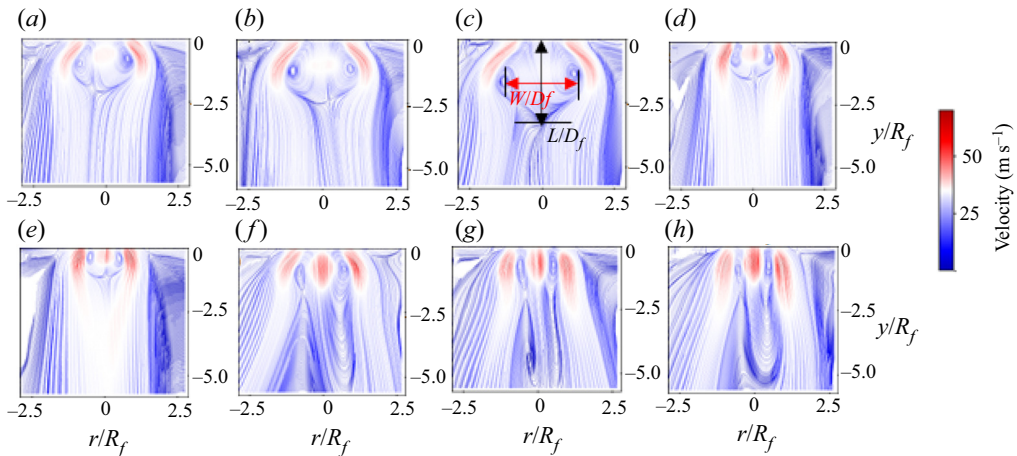 (a) (b) (c) (d)
0 0 0 0
−2.5 −2.5 −2.5 −2.5 y/R_f
W/Df
L/D_f
−5.0 −5.0 −5.0 −5.0
−2.5 0 2.5 −2.5 0 2.5 −2.5 0 2.5 −2.5 0 2.5
(e) (f) (g) (h)
0 0 0 0
−2.5 −2.5 −2.5 −2.5 y/R_f
−5.0 −5.0 −5.0 −5.0
−2.5 0 2.5 −2.5 0 2.5 −2.5 0 2.5 −2.5 0 2.5
r/R_f r/R_f r/R_f r/R_f
50
25
Velocity (m s⁻¹)